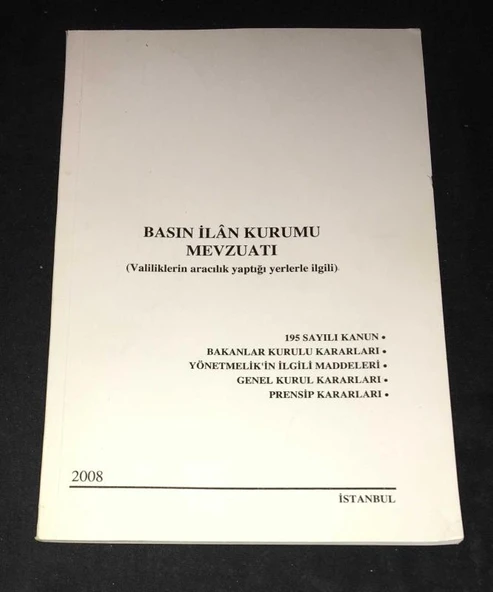 BASIN İLÂN KURUMU
MEVZUATI
(Valiliklerin aracılık yaptığı yerlerle ilgili)
195 SAYILI KANUN •
BAKANLAR KURULU KARARLARI •
YÖNETMELİK'İN İLGİLİ MADDELERİ •
GENEL KURUL KARARLARI •
PRENSİP KARARLARI •
2008
İSTANBUL